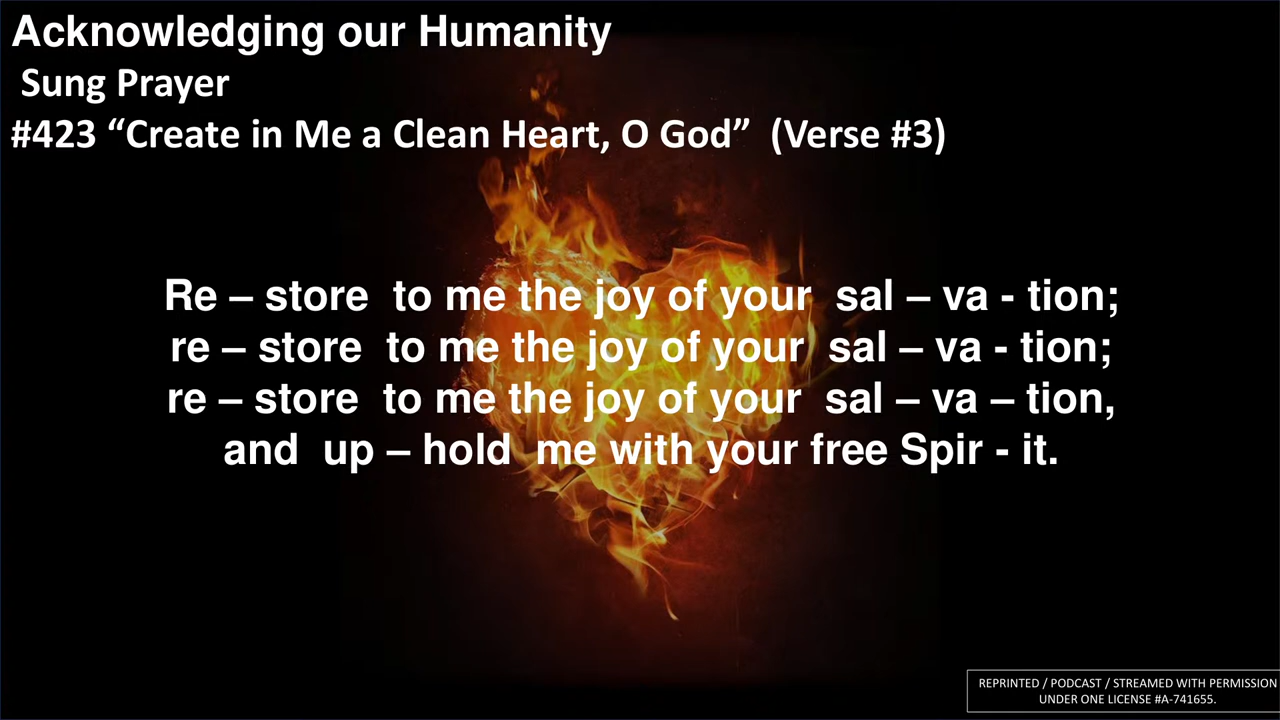 Acknowledging our Humanity
Sung Prayer
#423 “Create in Me a Clean Heart, O God” (Verse #3)
Re – store to me the joy of your sal – va - tion;
re – store to me the joy of your sal – va - tion;
re – store to me the joy of your sal – va – tion,
and up – hold me with your free Spir - it.
REPRINTED / PODCAST / STREAMED WITH PERMISSION
UNDER ONE LICENSE #A-741655.